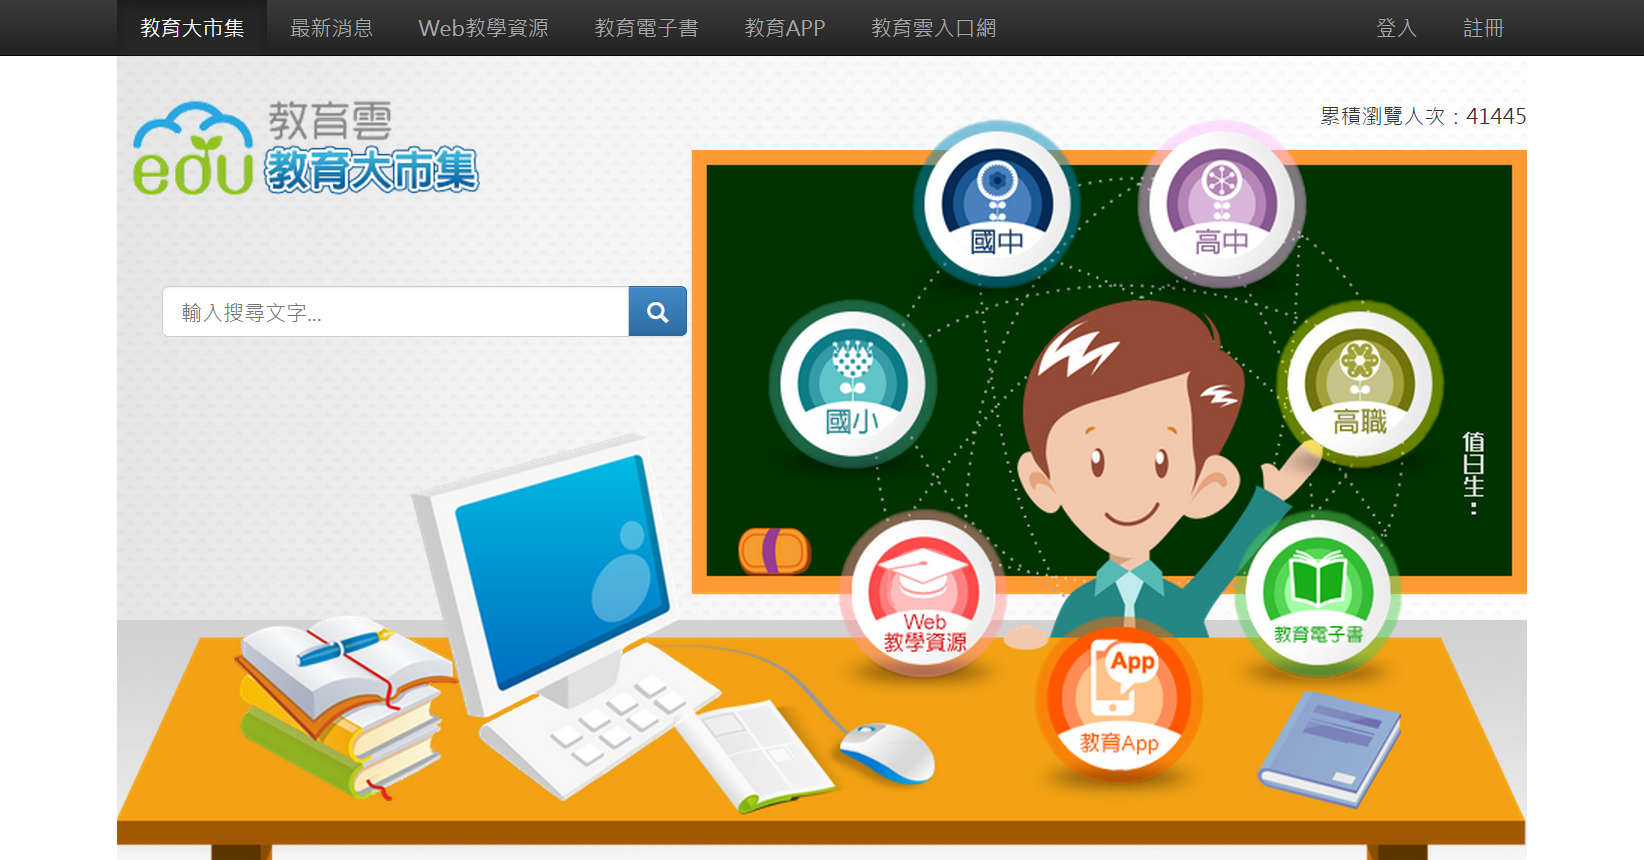 教育大市集 最新消息 Web教學資源 教育電子書 教育APP 教育雲入口網 登入 註冊
教育雲
edu 教育大市集
累積瀏覽人次：41445
輸入搜尋文字...
國中
高中
國小
高職
值日生：
Web
教學資源
教育電子書
App
教育App